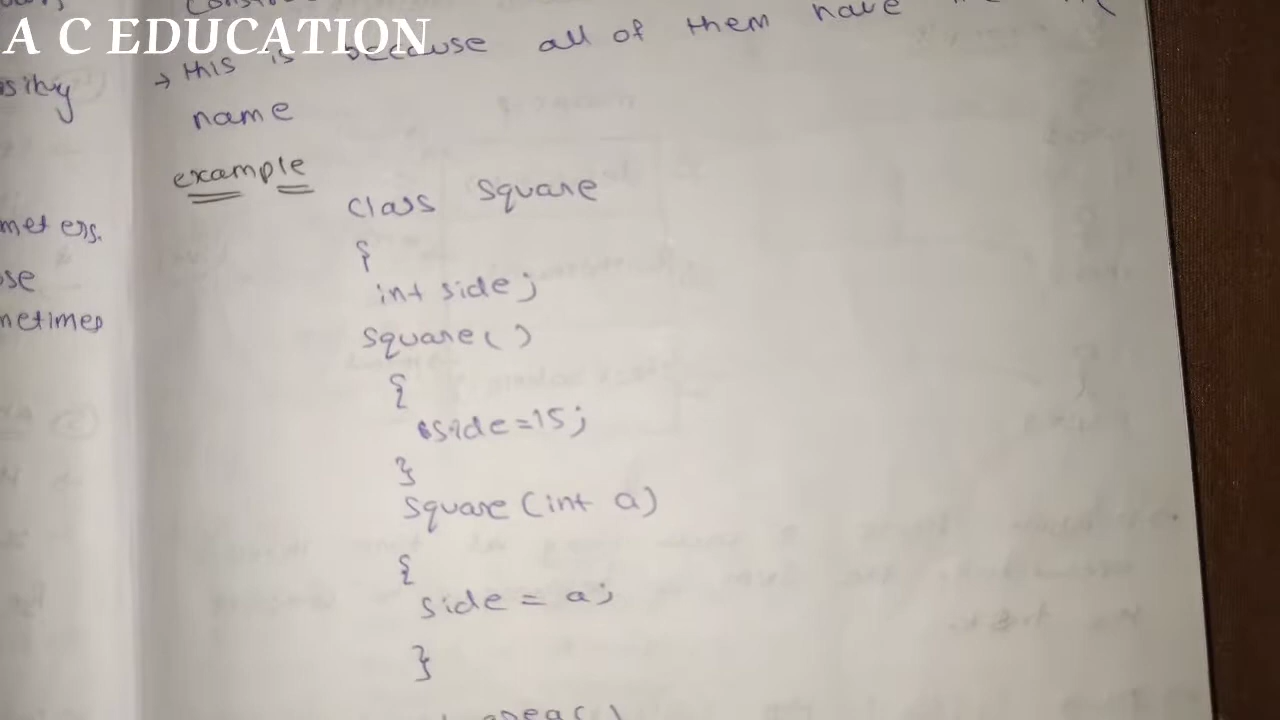 A C EDUCATION
→ this is because all of them have
name
example
class square
{
int side;
square()
{
side=15;
}
square (int a)
{
side = a;
}
area()